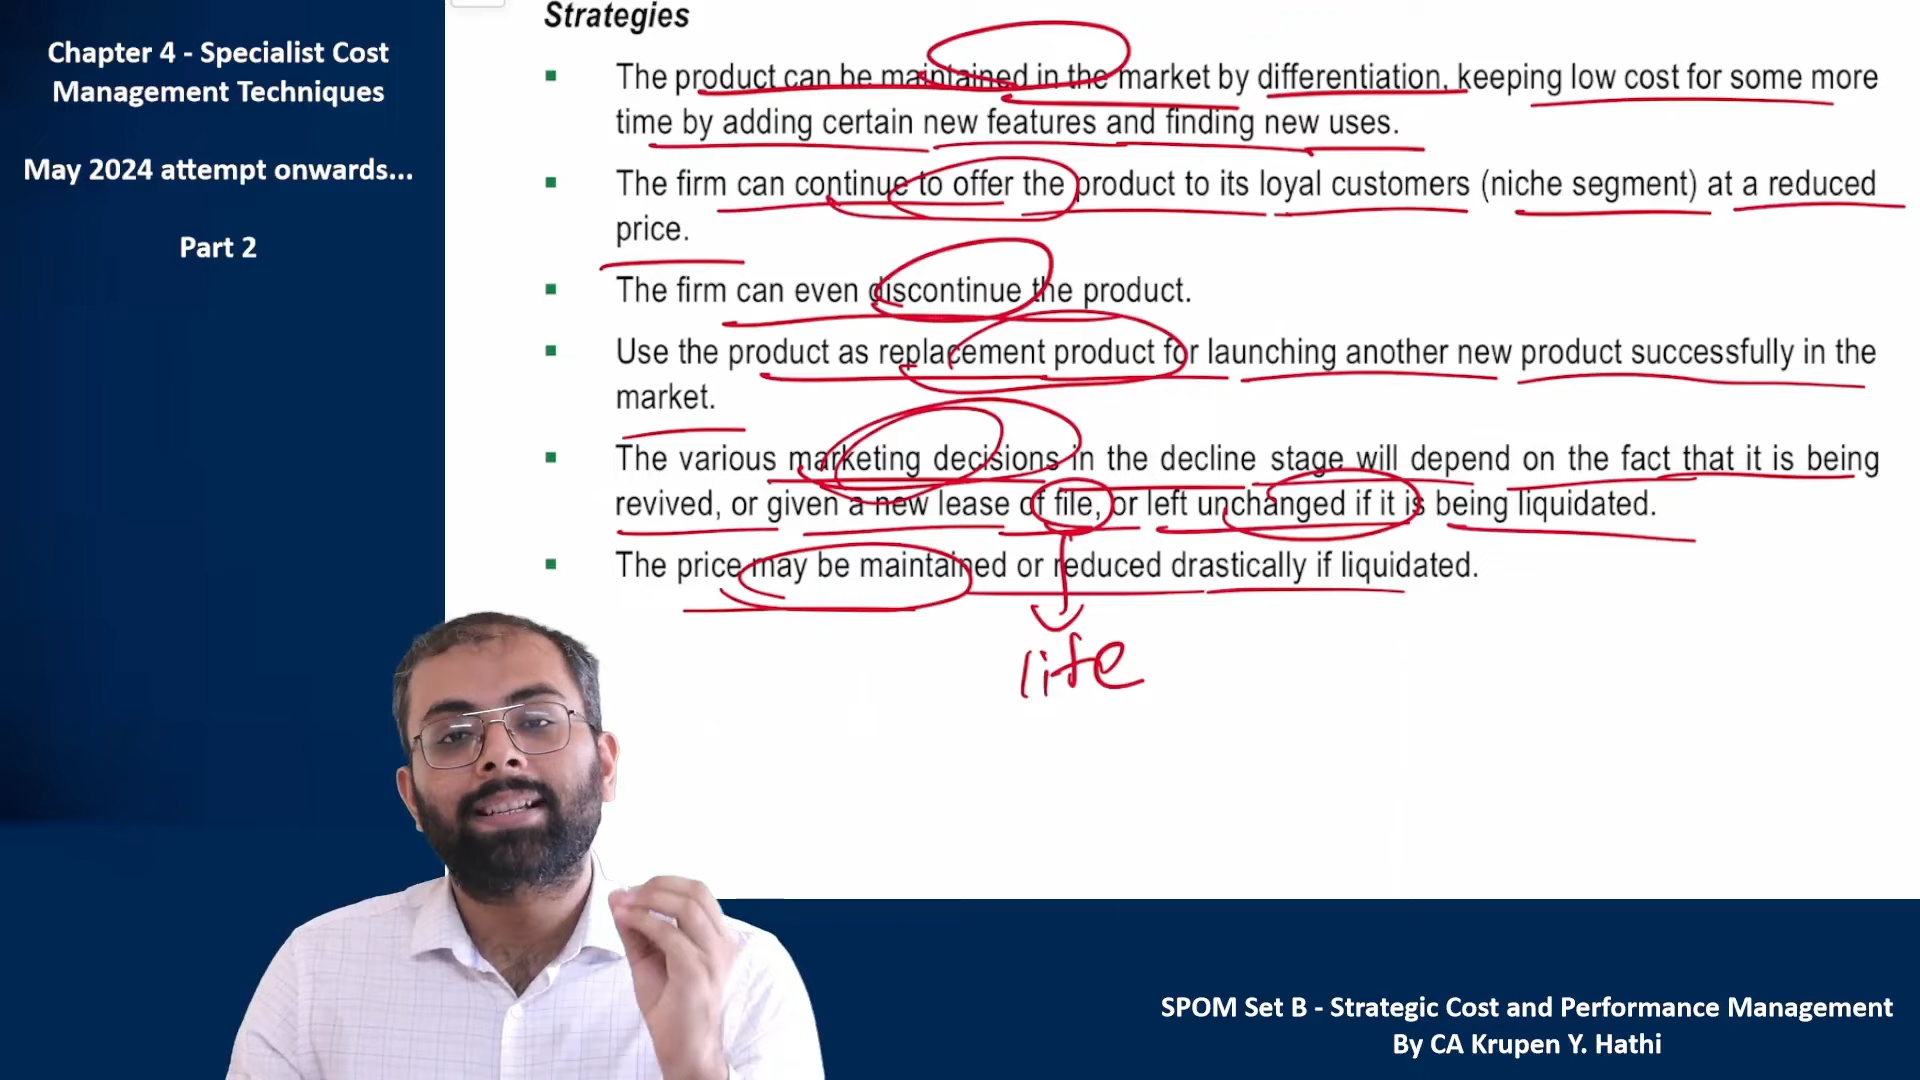 Chapter 4 - Specialist Cost
Management Techniques
May 2024 attempt onwards...
Part 2
Strategies
The product can be maintained in the market by differentiation, keeping low cost for some more
time by adding certain new features and finding new uses.
The firm can continue to offer the product to its loyal customers (niche segment) at a reduced
price.
The firm can even discontinue the product.
Use the product as replacement product for launching another new product successfully in the
market.
The various marketing decisions in the decline stage will depend on the fact that it is being
revived, or given a new lease of file, or left unchanged if it is being liquidated.
The price may be maintained or reduced drastically if liquidated.
life
SPOM Set B - Strategic Cost and Performance Management
By CA Krupen Y. Hathi